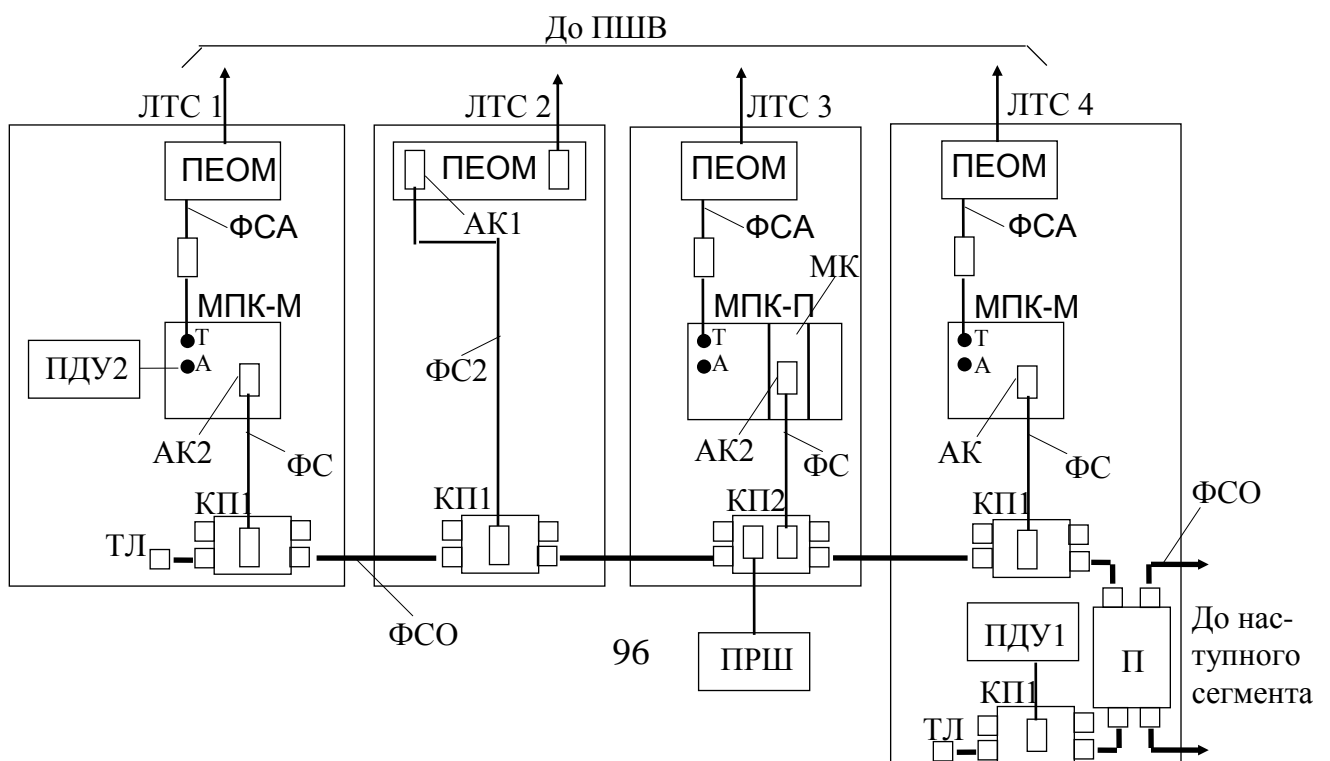 До ПШВ
ЛТС 1
ЛТС 2
ЛТС 3
ЛТС 4
ПЕОМ
ПЕОМ
ПЕОМ
ПЕОМ
АК1
ФСА
ФСА
ФСА
МК
МПК-М
МПК-П
МПК-М
Т
Т
Т
ПДУ2
А
А
А
ФС2
АК2
ФС
АК2
ФС
АК
ФС
КП1
КП1
КП2
КП1
ФСО
ТЛ
ФСО
96
ПРШ
ПДУ1
П
До нас-
тупного
сегмента
КП1
ТЛ